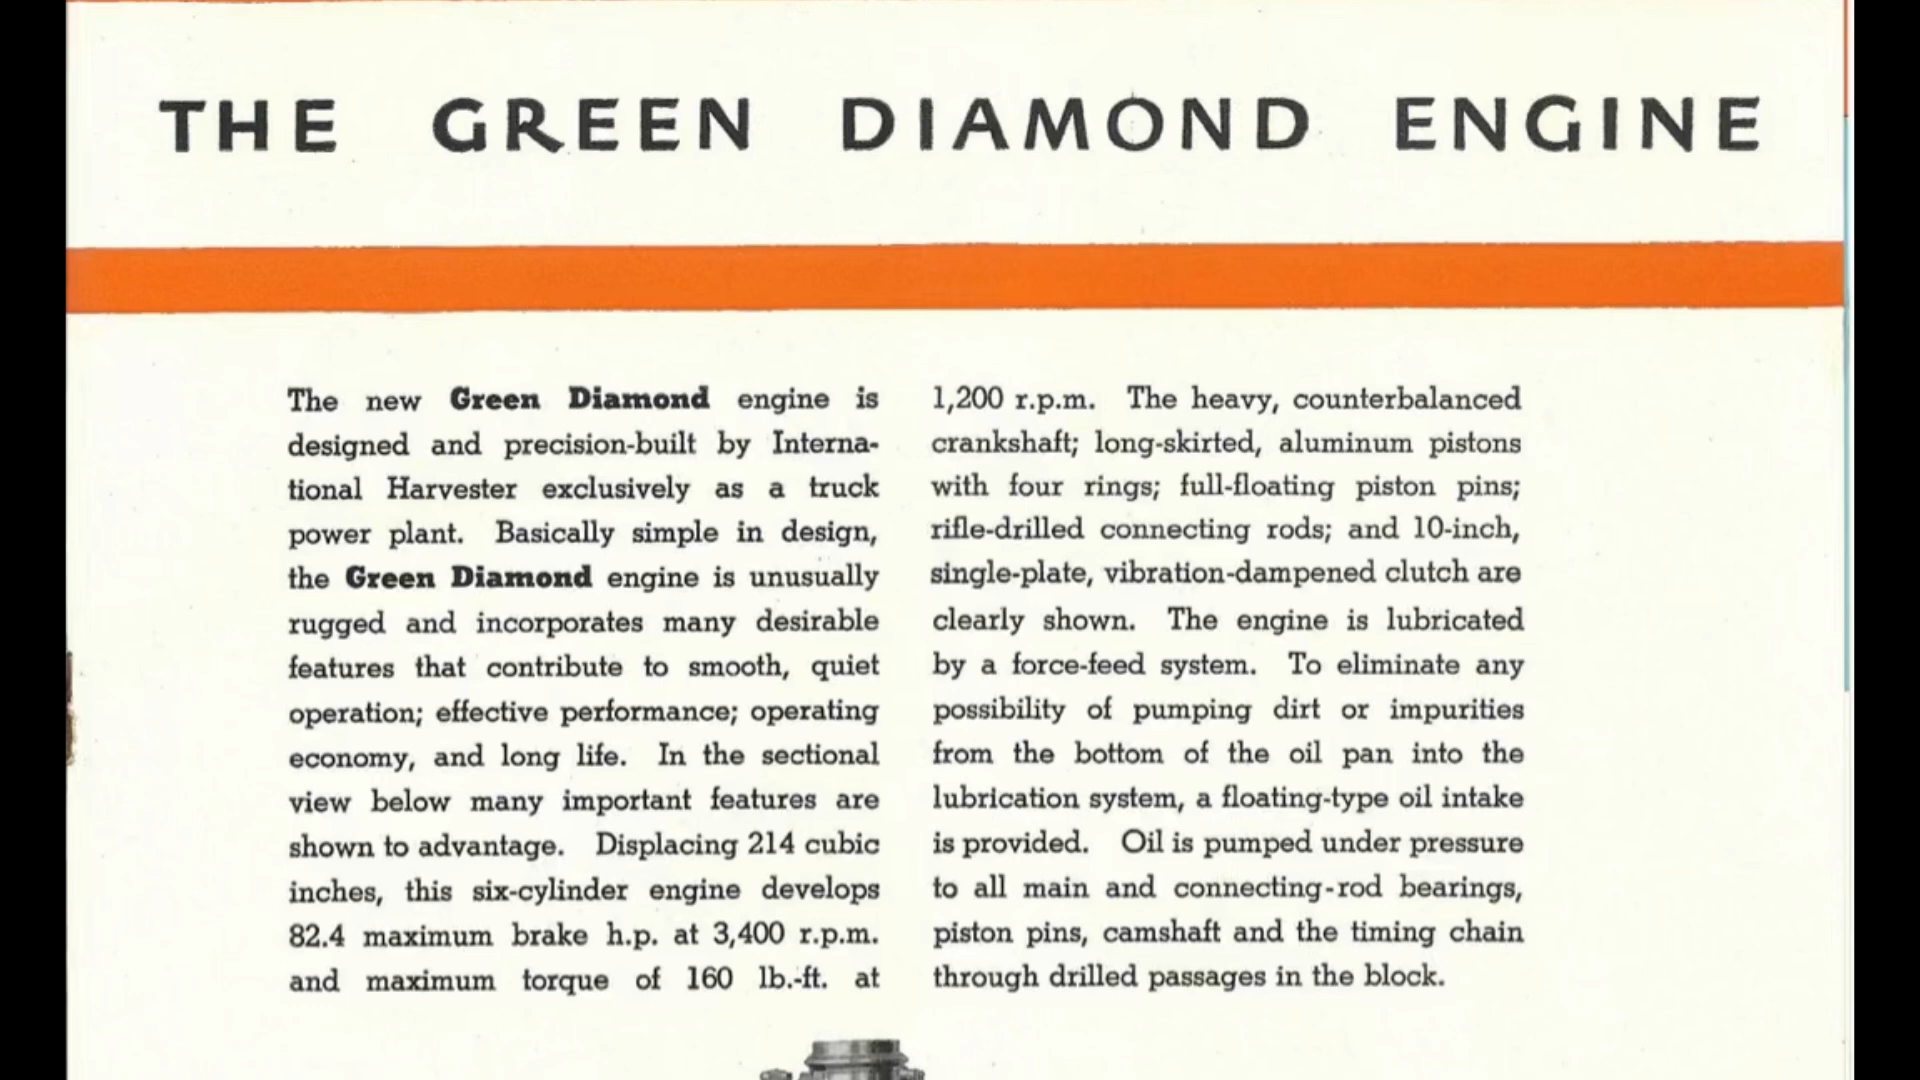 THE GREEN DIAMOND ENGINE
The new Green Diamond engine is
designed and precision-built by Interna-
tional Harvester exclusively as a truck
power plant. Basically simple in design,
the Green Diamond engine is unusually
rugged and incorporates many desirable
features that contribute to smooth, quiet
operation; effective performance; operating
economy, and long life. In the sectional
view below many important features are
shown to advantage. Displacing 214 cubic
inches, this six-cylinder engine develops
82.4 maximum brake h.p. at 3,400 r.p.m.
and maximum torque of 160 lb.-ft. at
1,200 r.p.m. The heavy, counterbalanced
crankshaft; long-skirted, aluminum pistons
with four rings; full-floating piston pins;
rifle-drilled connecting rods; and 10-inch,
single-plate, vibration-dampened clutch are
clearly shown. The engine is lubricated
by a force-feed system. To eliminate any
possibility of pumping dirt or impurities
from the bottom of the oil pan into the
lubrication system, a floating-type oil intake
is provided. Oil is pumped under pressure
to all main and connecting-rod bearings,
piston pins, camshaft and the timing chain
through drilled passages in the block.